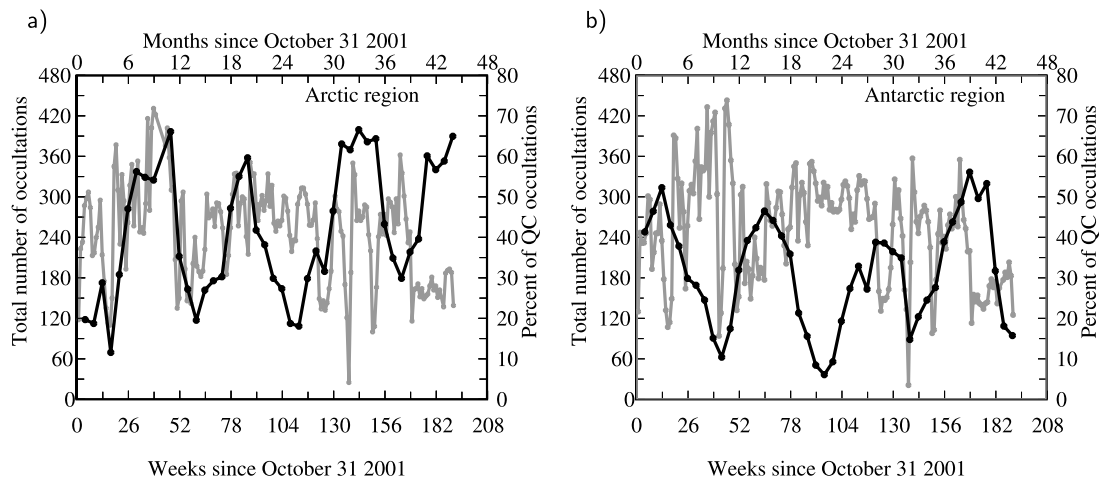 a)
Months since October 31 2001
0 6 12 18 24 30 36 42 48
Arctic region
Total number of occultations
480
420
360
300
240
180
120
60
0
Percent of QC occultations
80
70
60
50
40
30
20
10
0
0 26 52 78 104 130 156 182 208
Weeks since October 31 2001
b)
Months since October 31 2001
0 6 12 18 24 30 36 42 48
Antarctic region
Total number of occultations
480
420
360
300
240
180
120
60
0
Percent of QC occultations
80
70
60
50
40
30
20
10
0
0 26 52 78 104 130 156 182 208
Weeks since October 31 2001